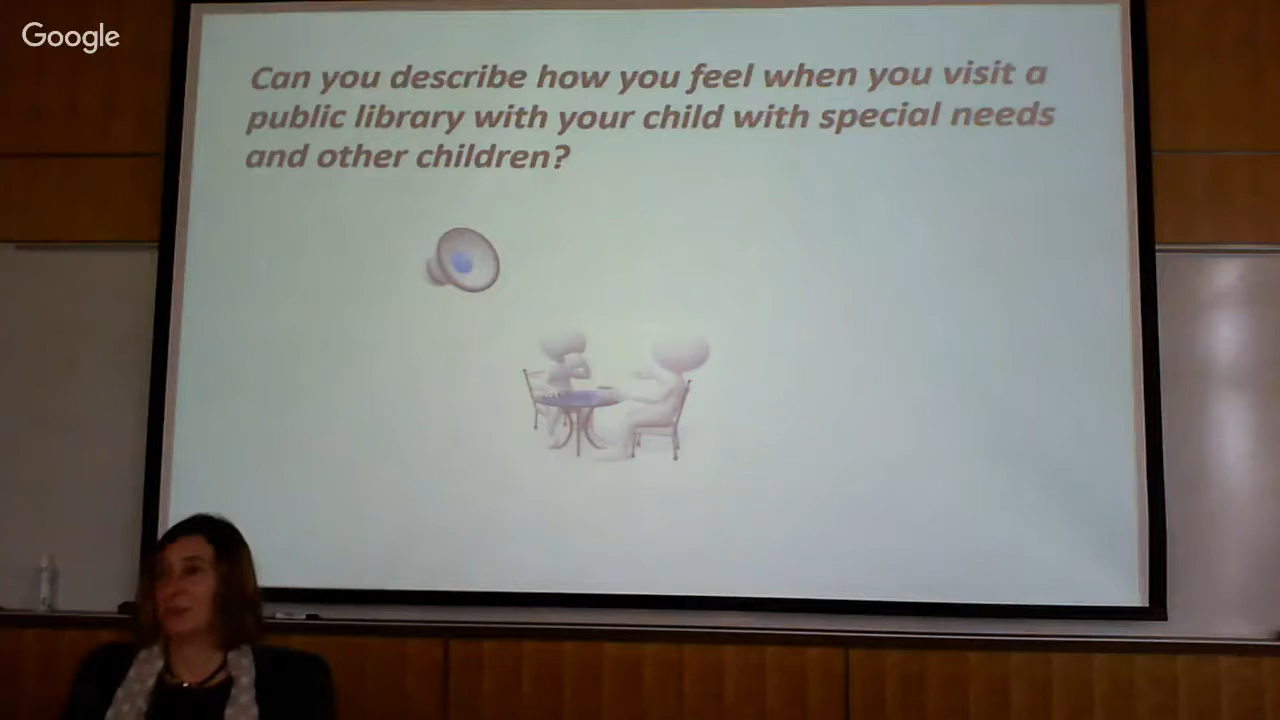 Google
Can you describe how you feel when you visit a
public library with your child with special needs
and other children?